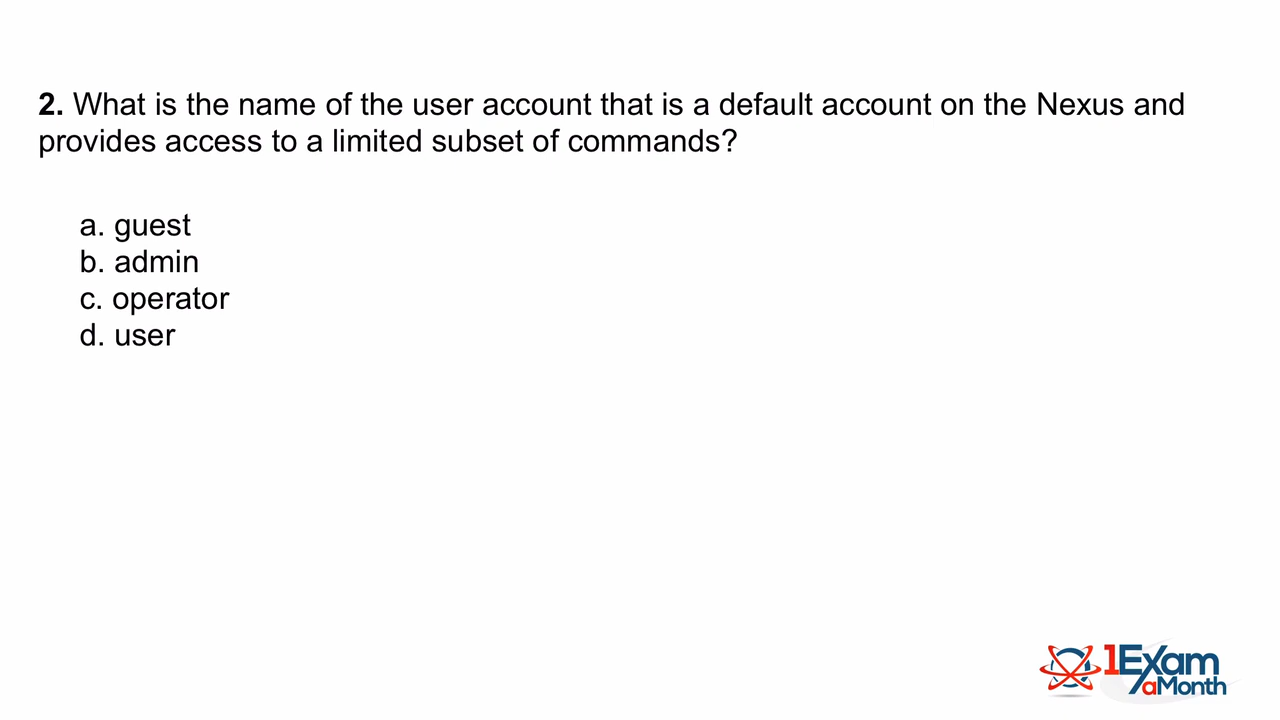 2. What is the name of the user account that is a default account on the Nexus and
provides access to a limited subset of commands?
a. guest
b. admin
c. operator
d. user
1Exam
aMonth